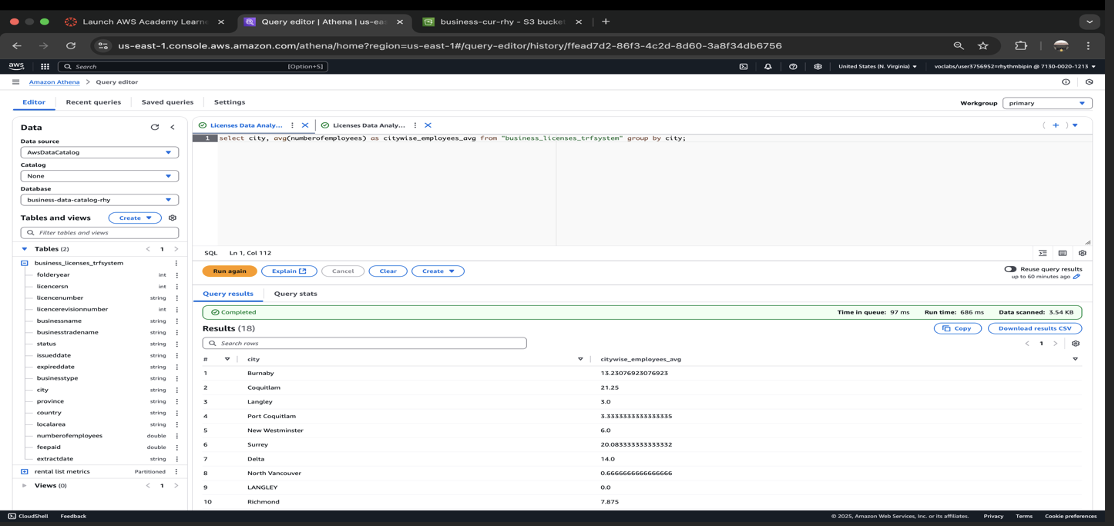 Launch AWS Academy Learn
Query editor | Athena | us-eas
business-cur-rhy - S3 bucket
us-east-1.console.aws.amazon.com/athena/home?region=us-east-1#/query-editor/history/ffead7d2-86f3-4c2d-8d60-3a8f34db6756
aws
Search
[Option+S]
United States (N. Virginia)
voclabs/user3756952=rhythmbipin @ 7130-0020-1213
Amazon Athena > Query editor
Editor
Recent queries
Saved queries
Settings
Workgroup
primary
Data
Data source
AwsDataCatalog
Catalog
None
Database
business-data-catalog-rhy
Tables and views
Create
Filter tables and views
Tables (2)
< 1 >
business_licenses_trfsystem
folderyear int
licencersn int
licencenumber string
licencerevisionnumber int
businessname string
businesstradename string
status string
issueddate string
expireddate string
businesstype string
city string
province string
country string
localarea string
numberofemployees double
feepaid double
extractdate string
rental list metrics Partitioned
Views (0)
< 1 >
Licenses Data Analy...
Licenses Data Analy...
1 select city, avg(numberofemployees) as citywise_employees_avg from "business_licenses_trfsystem" group by city;
SQL Ln 1, Col 112
Run again
Explain
Cancel
Clear
Create
Reuse query results
up to 60 minutes ago
Query results
Query stats
Completed
Time in queue: 97 ms
Run time: 686 ms
Data scanned: 3.54 KB
Results (18)
Copy
Download results CSV
Search rows
< 1 >
# city citywise_employees_avg
1 Burnaby 13.23076923076923
2 Coquitlam 21.25
3 Langley 3.0
4 Port Coquitlam 3.3333333333333335
5 New Westminster 6.0
6 Surrey 20.083333333333332
7 Delta 14.0
8 North Vancouver 0.6666666666666666
9 LANGLEY 0.0
10 Richmond 7.875
CloudShell
Feedback
© 2025, Amazon Web Services, Inc. or its affiliates.
Privacy
Terms
Cookie preferences